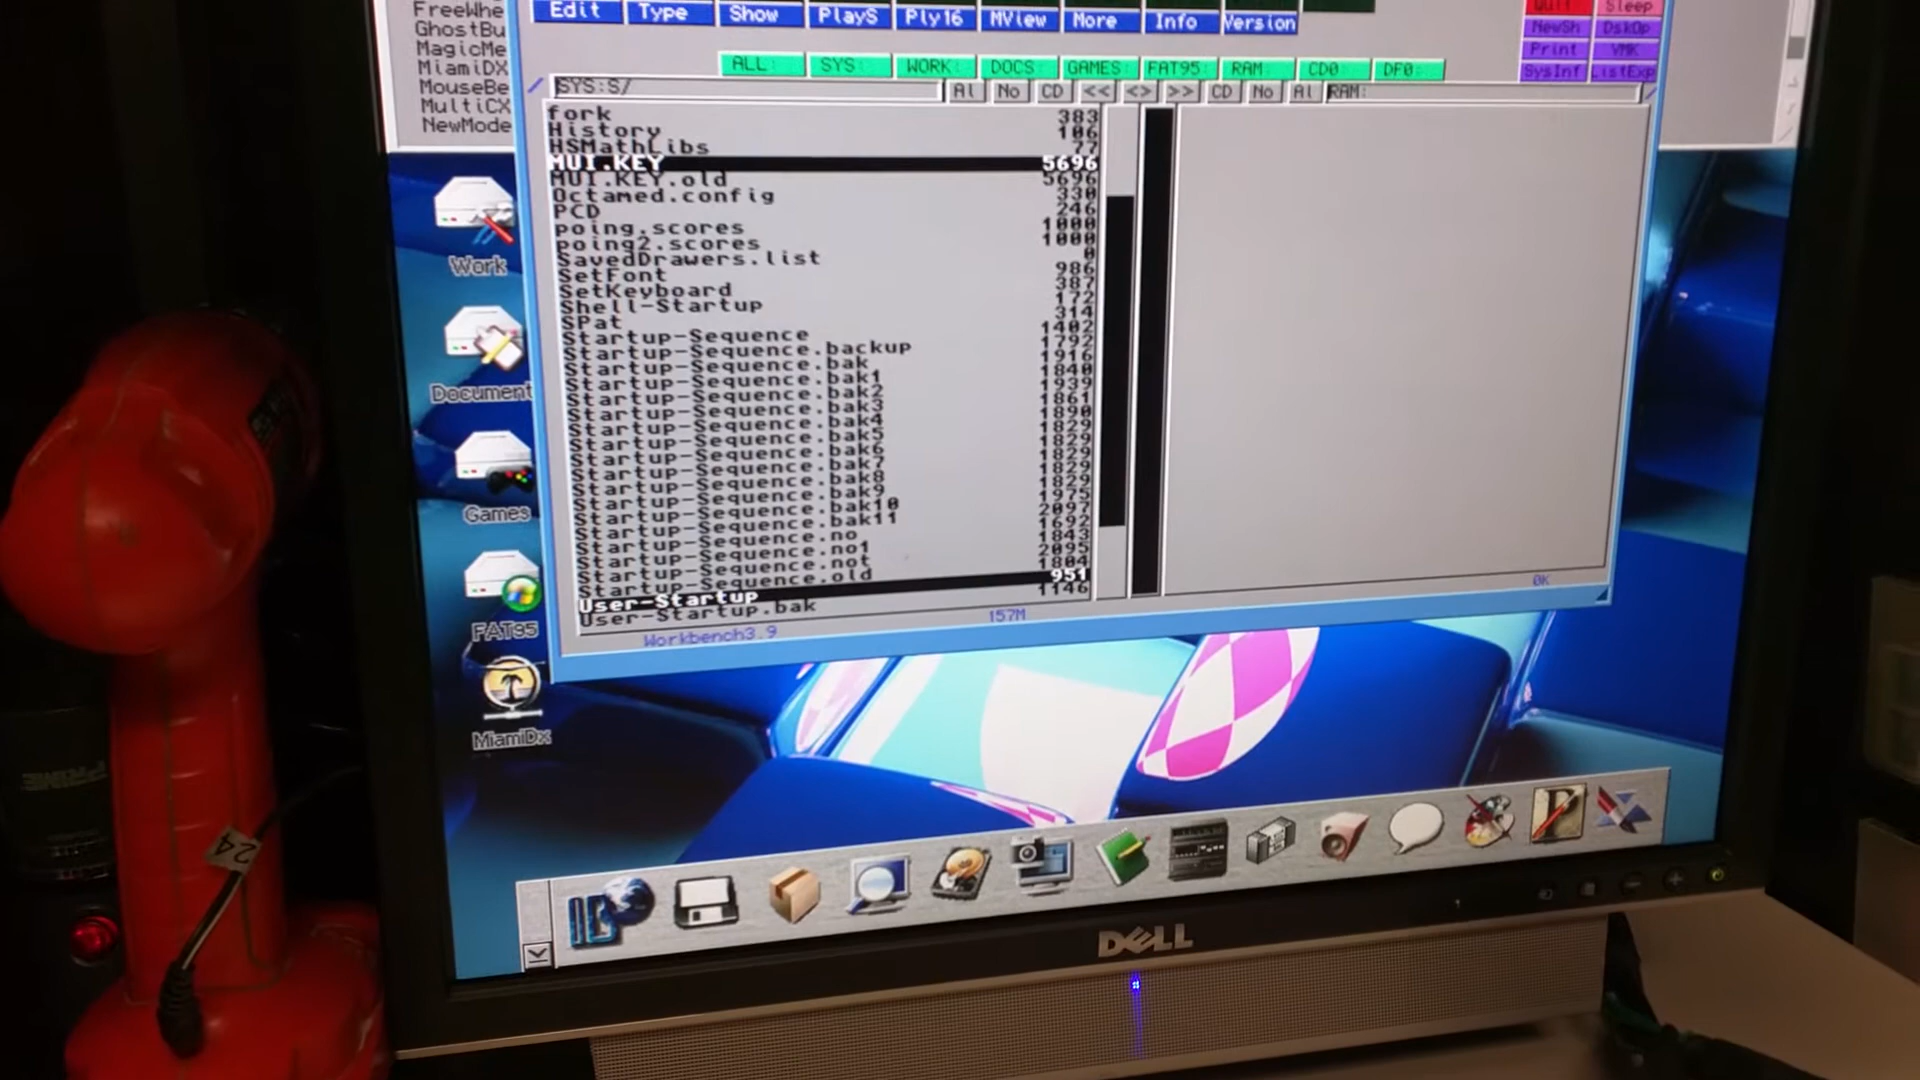 FreeWhe
GhostBu
MagicMe
MiamiDX
MouseBe
MultiCX
NewMode
Edit Type Show PlayS Ply16 MView More Info Version
Quit Sleep
NewSh DskOp
Print VMK
SysInf ListExp
ALL: SYS: WORK: DOCS: GAMES: FAT95: RAM: CD0: DF0:
SYS:S/ Al No CD << <> >> CD No Al RAM:
fork 383
History 106
HSMathLibs 77
MUI.KEY 5696
MUI.KEY.old 5696
Octamed.config 330
PCD 246
poing.scores 1000
poing2.scores 1000
SavedDrawers.list 0
SetFont 986
SetKeyboard 387
Shell-Startup 172
SPat 314
Startup-Sequence 1402
Startup-Sequence.backup 1792
Startup-Sequence.bak 1916
Startup-Sequence.bak1 1840
Startup-Sequence.bak2 1939
Startup-Sequence.bak3 1861
Startup-Sequence.bak4 1890
Startup-Sequence.bak5 1829
Startup-Sequence.bak6 1829
Startup-Sequence.bak7 1829
Startup-Sequence.bak8 1829
Startup-Sequence.bak9 1829
Startup-Sequence.bak10 1975
Startup-Sequence.bak11 2097
Startup-Sequence.no 1692
Startup-Sequence.no1 1843
Startup-Sequence.not 2095
Startup-Sequence.old 1804
User-Startup 951
User-Startup.bak 1146
Workbench3.9 157M 0K
Work
Document
Games
FAT95
MiamiDx
24
PRIME
DELL